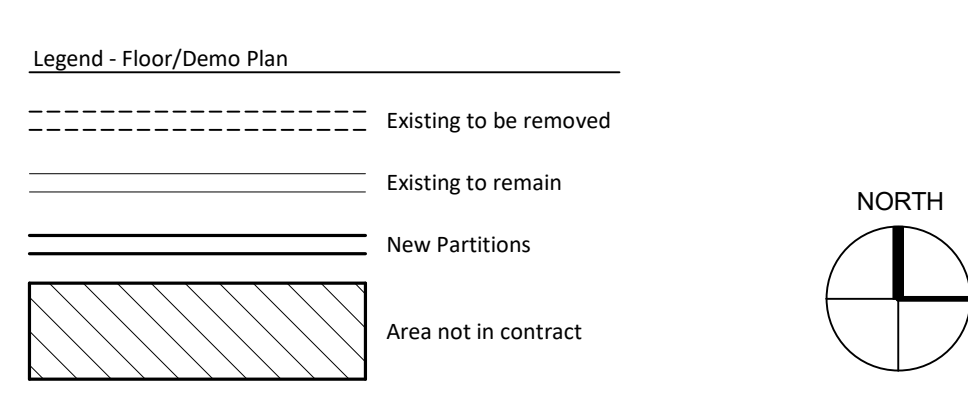 Legend - Floor/Demo Plan
Existing to be removed
Existing to remain
NORTH
New Partitions
Area not in contract